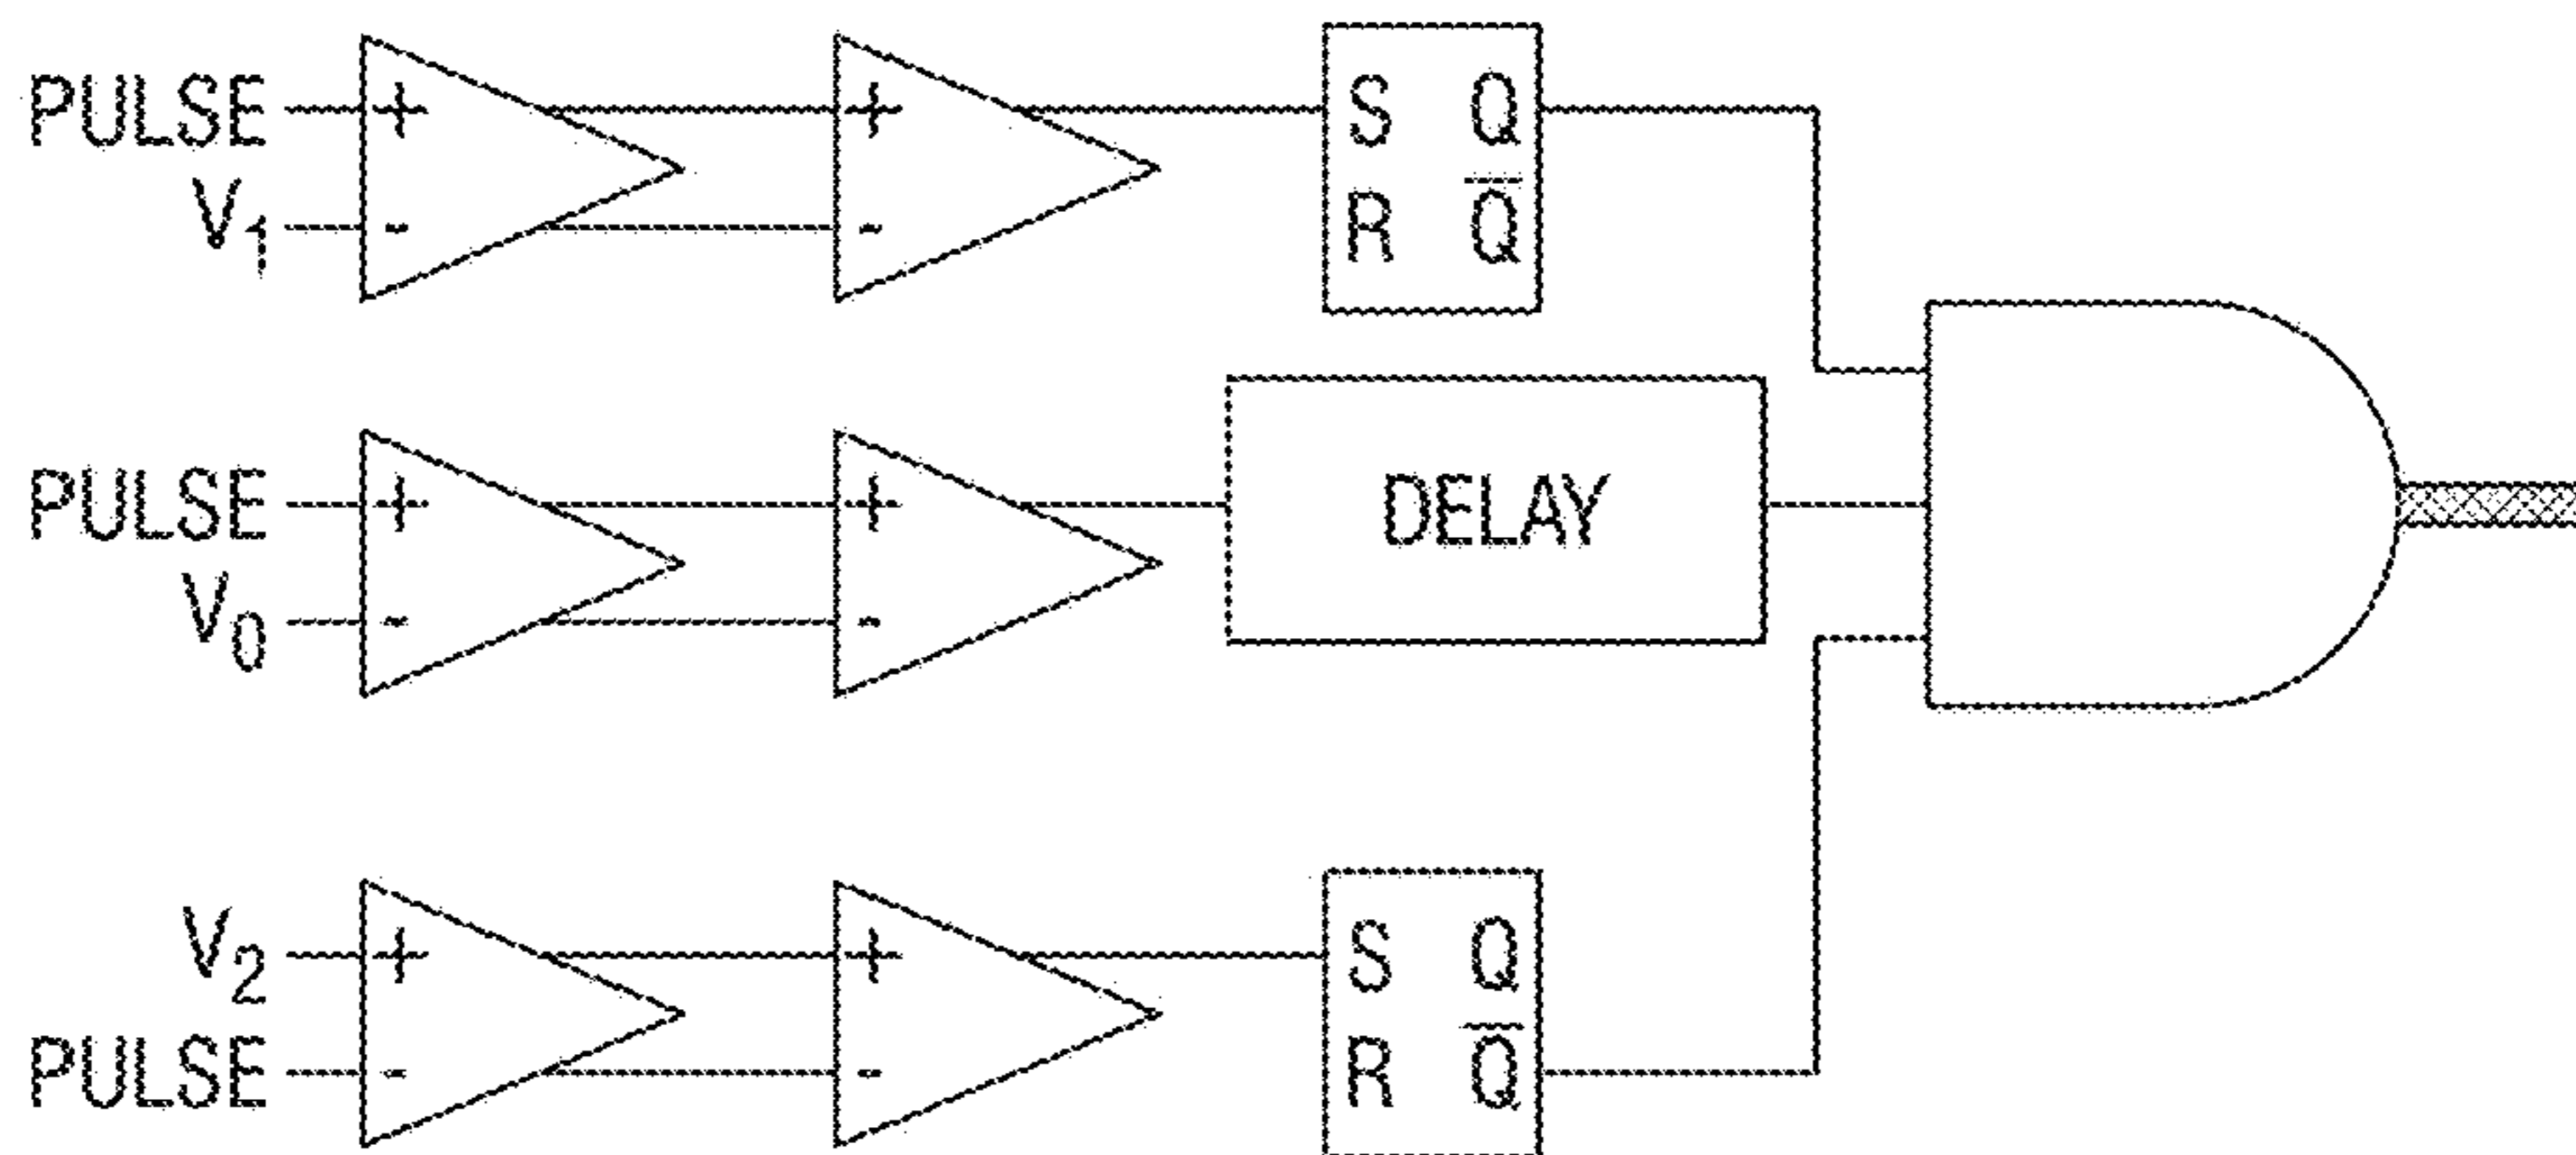 PULSE + + S Q
V1 - - R Q̅
PULSE + + DELAY
V0 - -
V2 + + S Q
PULSE - - R Q̅